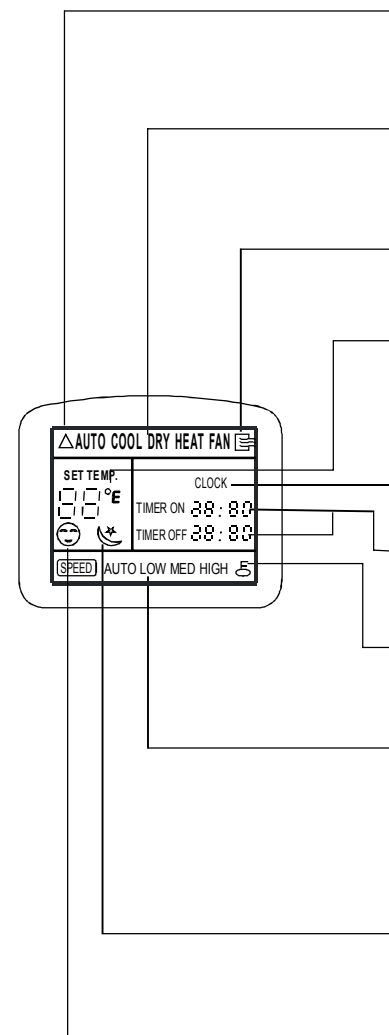 △AUTO COOL DRY HEAT FAN
SET TEMP.
CLOCK
88°E
TIMER ON 88:88
TIMER OFF 88:88
SPEED AUTO LOW MED HIGH